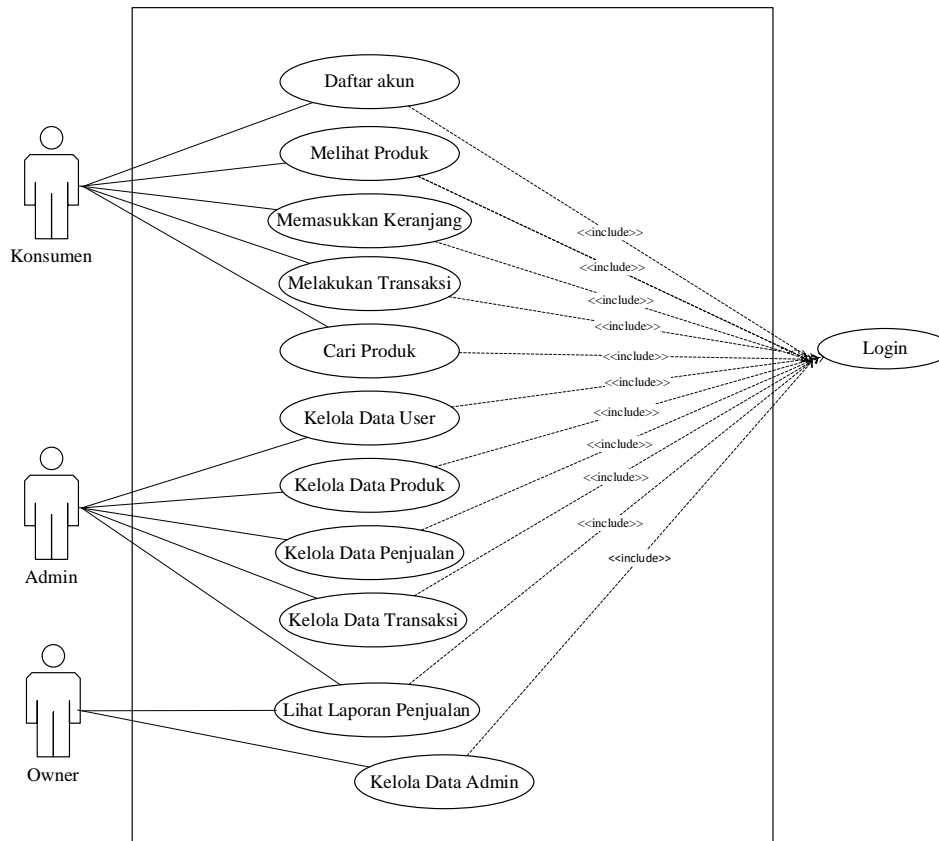 Daftar akun
Melihat Produk
Memasukkan Keranjang
<<include>>
Konsumen
<<include>>
Melakukan Transaksi
<<include>>
<<include>>
Cari Produk
<<include>>
Login
<<include>>
Kelola Data User
<<include>>
<<include>>
Kelola Data Produk
<<include>>
<<include>>
Kelola Data Penjualan
<<include>>
Admin
Kelola Data Transaksi
Lihat Laporan Penjualan
Owner
Kelola Data Admin